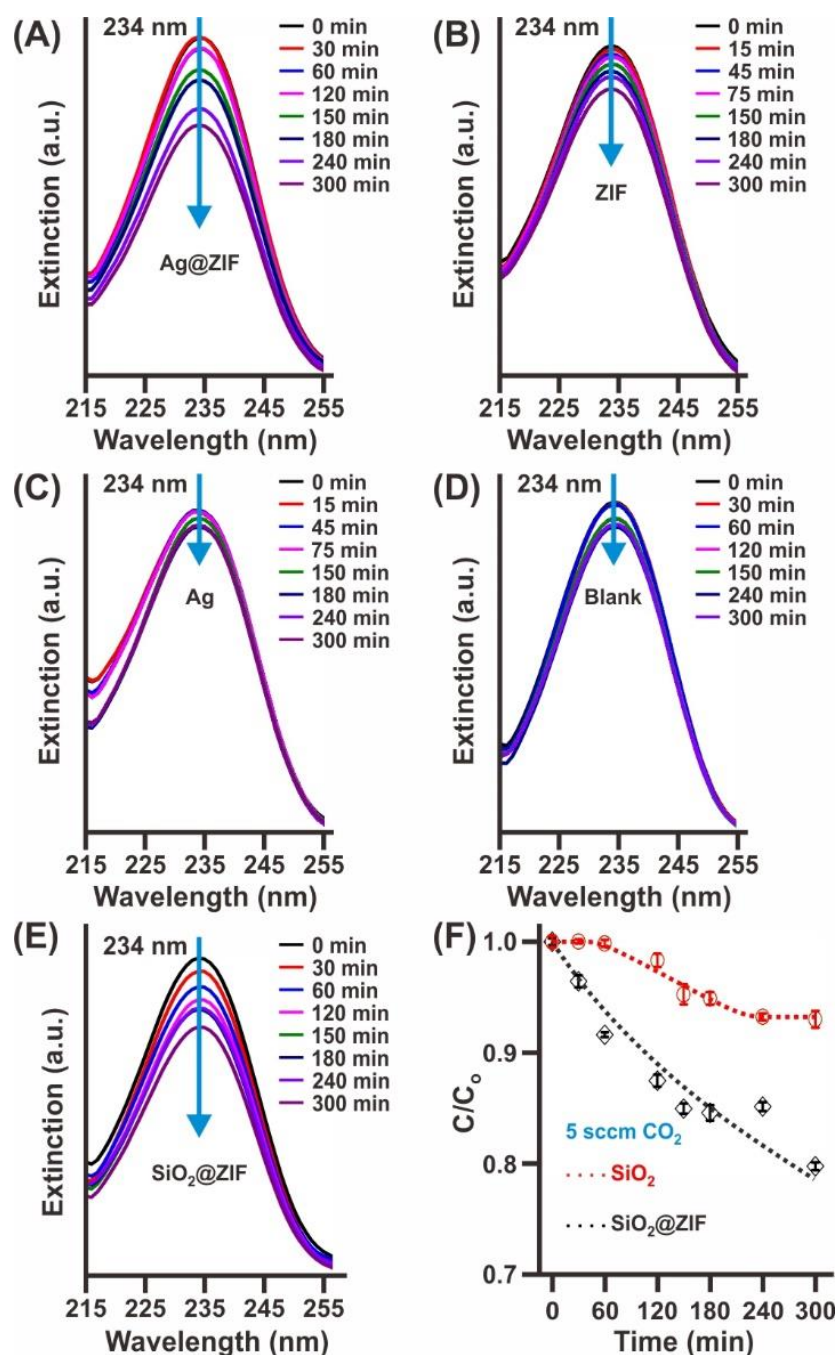 (A)
234 nm
0 min
30 min
60 min
120 min
150 min
180 min
240 min
300 min
Ag@ZIF
Extinction (a.u.)
215 225 235 245 255
Wavelength (nm)
(B)
234 nm
0 min
15 min
45 min
75 min
150 min
180 min
240 min
300 min
ZIF
Extinction (a.u.)
215 225 235 245 255
Wavelength (nm)
(C)
234 nm
0 min
15 min
45 min
75 min
150 min
180 min
240 min
300 min
Ag
Extinction (a.u.)
215 225 235 245 255
Wavelength (nm)
(D)
234 nm
0 min
30 min
60 min
120 min
150 min
240 min
300 min
Blank
Extinction (a.u.)
215 225 235 245 255
Wavelength (nm)
(E)
234 nm
0 min
30 min
60 min
120 min
150 min
180 min
240 min
300 min
SiO₂@ZIF
Extinction (a.u.)
215 225 235 245 255
Wavelength (nm)
(F)
1.0
0.9
0.8
0.7
C/Cₒ
5 sccm CO₂
SiO₂
SiO₂@ZIF
0 60 120 180 240 300
Time (min)